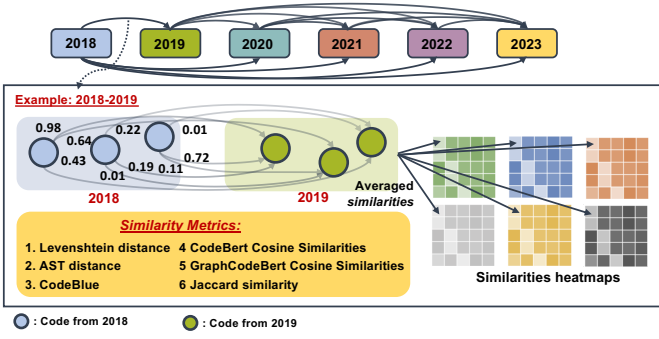 2018 2019 2020 2021 2022 2023
Example: 2018-2019
0.98 0.64 0.22 0.01
0.43 0.01 0.19 0.11 0.72
2018 2019
Averaged
similarities
Similarity Metrics:
1. Levenshtein distance 4 CodeBert Cosine Similarities
2. AST distance 5 GraphCodeBert Cosine Similarities
3. CodeBlue 6 Jaccard similarity
Similarities heatmaps
: Code from 2018 : Code from 2019